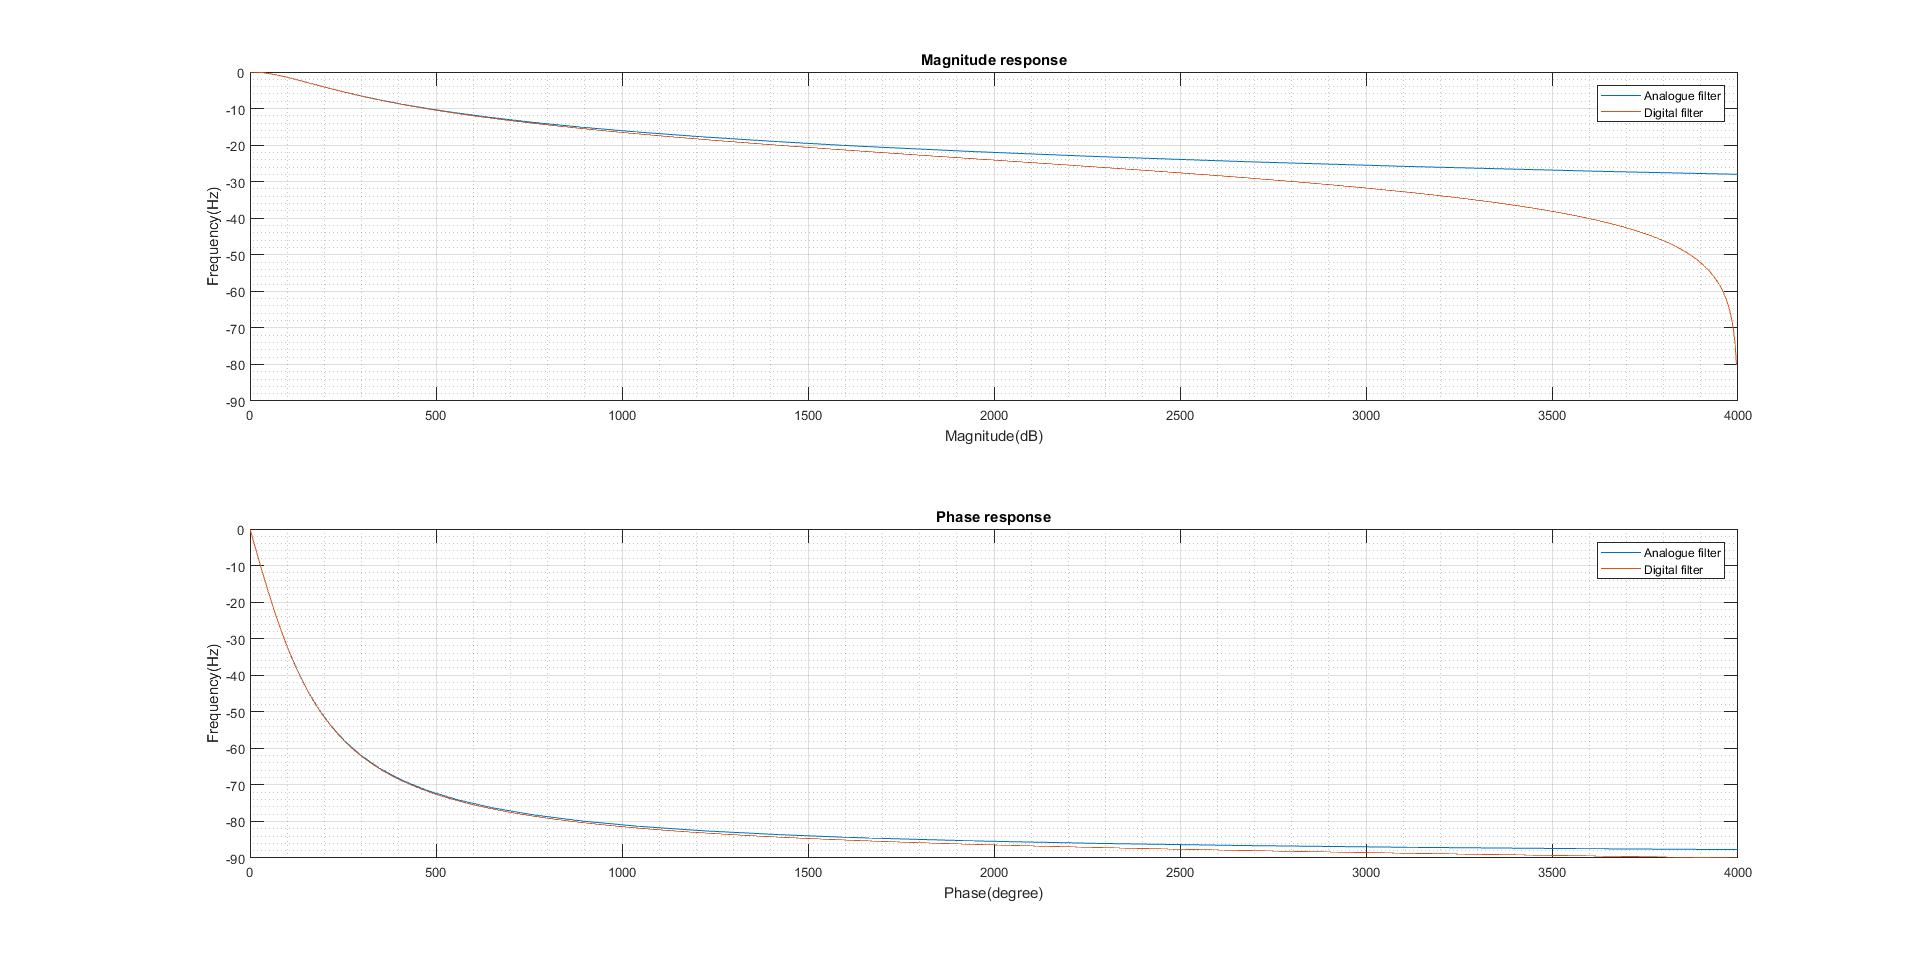 Magnitude response
0
-10
-20
-30
-40
-50
-60
-70
-80
-90
Frequency(Hz)
Analogue filter
Digital filter
0 500 1000 1500 2000 2500 3000 3500 4000
Magnitude(dB)
Phase response
0
-10
-20
-30
-40
-50
-60
-70
-80
-90
Frequency(Hz)
Analogue filter
Digital filter
0 500 1000 1500 2000 2500 3000 3500 4000
Phase(degree)